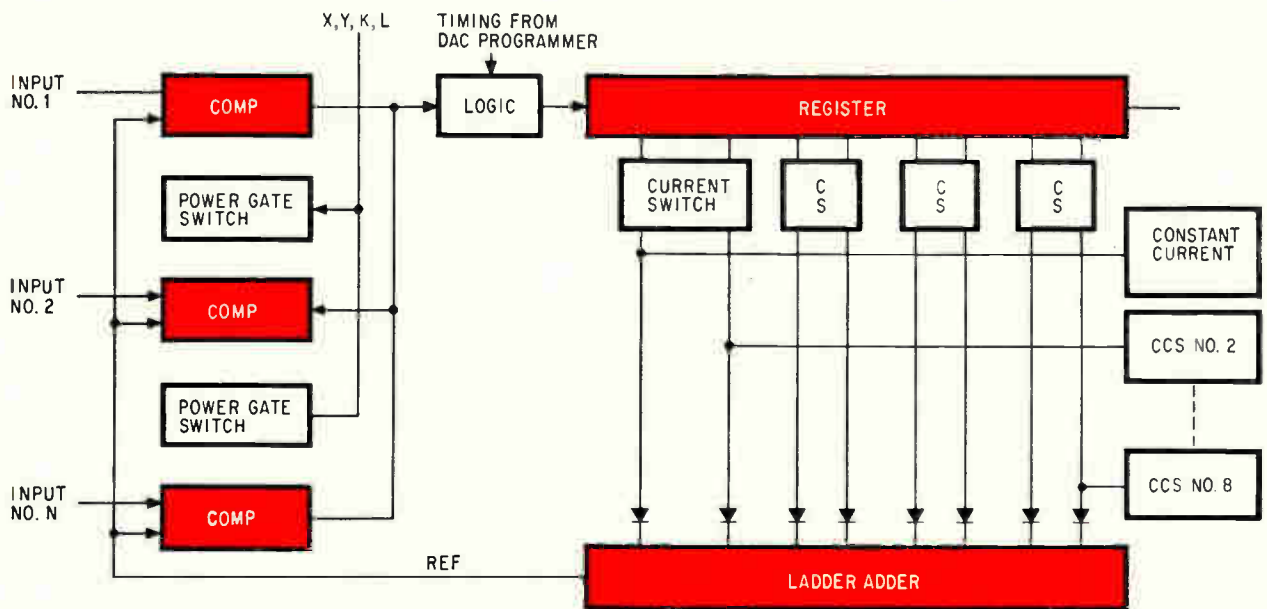 X, Y, K, L
TIMING FROM
DAC PROGRAMMER
INPUT
NO. 1
COMP
LOGIC
REGISTER
POWER GATE
SWITCH
CURRENT
SWITCH
C
S
C
S
C
S
CONSTANT
CURRENT
INPUT
NO. 2
COMP
CCS NO. 2
POWER GATE
SWITCH
INPUT
NO. N
COMP
CCS NO. 8
REF
LADDER ADDER